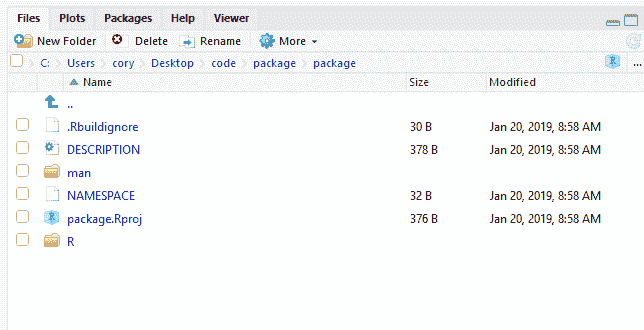 Files Plots Packages Help Viewer
New Folder Delete Rename More
C: Users cory Desktop code package package R ...
Name Size Modified
..
.Rbuildignore 30 B Jan 20, 2019, 8:58 AM
DESCRIPTION 378 B Jan 20, 2019, 8:58 AM
man
NAMESPACE 32 B Jan 20, 2019, 8:58 AM
R package.Rproj 376 B Jan 20, 2019, 8:58 AM
R